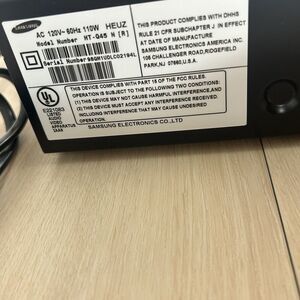 SAMSUNG
AC 120V~ 60Hz 110W HEUZ
Model Number HT-Q45 N [R]
Serial Number
THIS PRODUCT COMPLIES WITH DHHS
RULE 21 CFR SUBCHAPTER J IN EFFECT
AT DATE OF MANUFACTURE
SAMSUNG ELECTRONICS AMERICA INC.
105 CHALLENGER ROAD,RIDGEFIELD
PARK,NJ 07660,U.S.A.
UL
LISTED
E221083
AUDIO
VIDEO
APPARATUS
THIS DEVICE COMPLIES WITH PART 15 OF THE FCC RULES.
OPERATION IS SUBJECT TO THE FOLLOWING TWO CONDITIONS:
(1) THIS DEVICE MAY NOT CAUSE HARMFUL INTERFERENCE,AND
(2) THIS DEVICE MUST ACCEPT ANY INTERFERENCE
RECEIVED,INCLUDING INTERFERENCE THAT MAY CAUSE
UNDESIRED OPERATION
SAMSUNG ELECTRONICS CO.,LTD